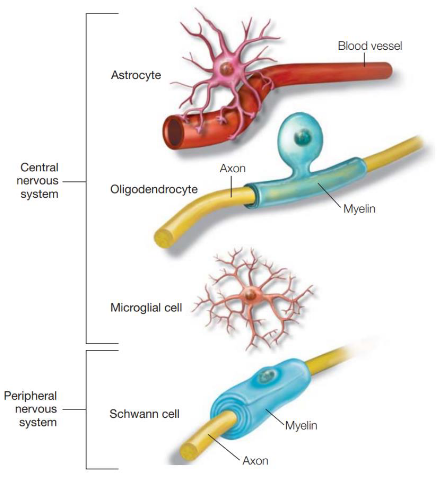 Blood vessel
Astrocyte
Central
nervous
system
Axon
Oligodendrocyte
Myelin
Microglial cell
Peripheral
nervous
system
Schwann cell
Myelin
Axon